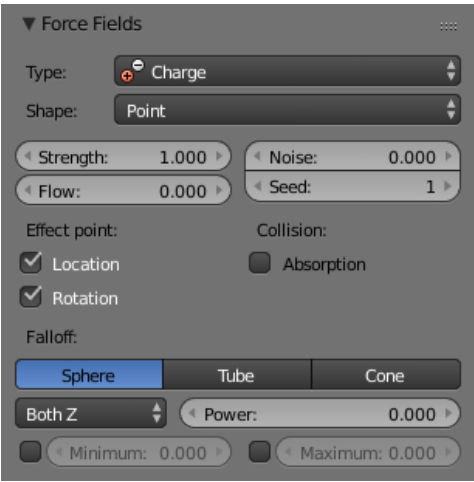 Force Fields
Type: Charge
Shape: Point
Strength: 1.000 Noise: 0.000
Flow: 0.000 Seed: 1
Effect point: Collision:
Location Absorption
Rotation
Falloff:
Sphere Tube Cone
Both Z Power: 0.000
Minimum: 0.000 Maximum: 0.000